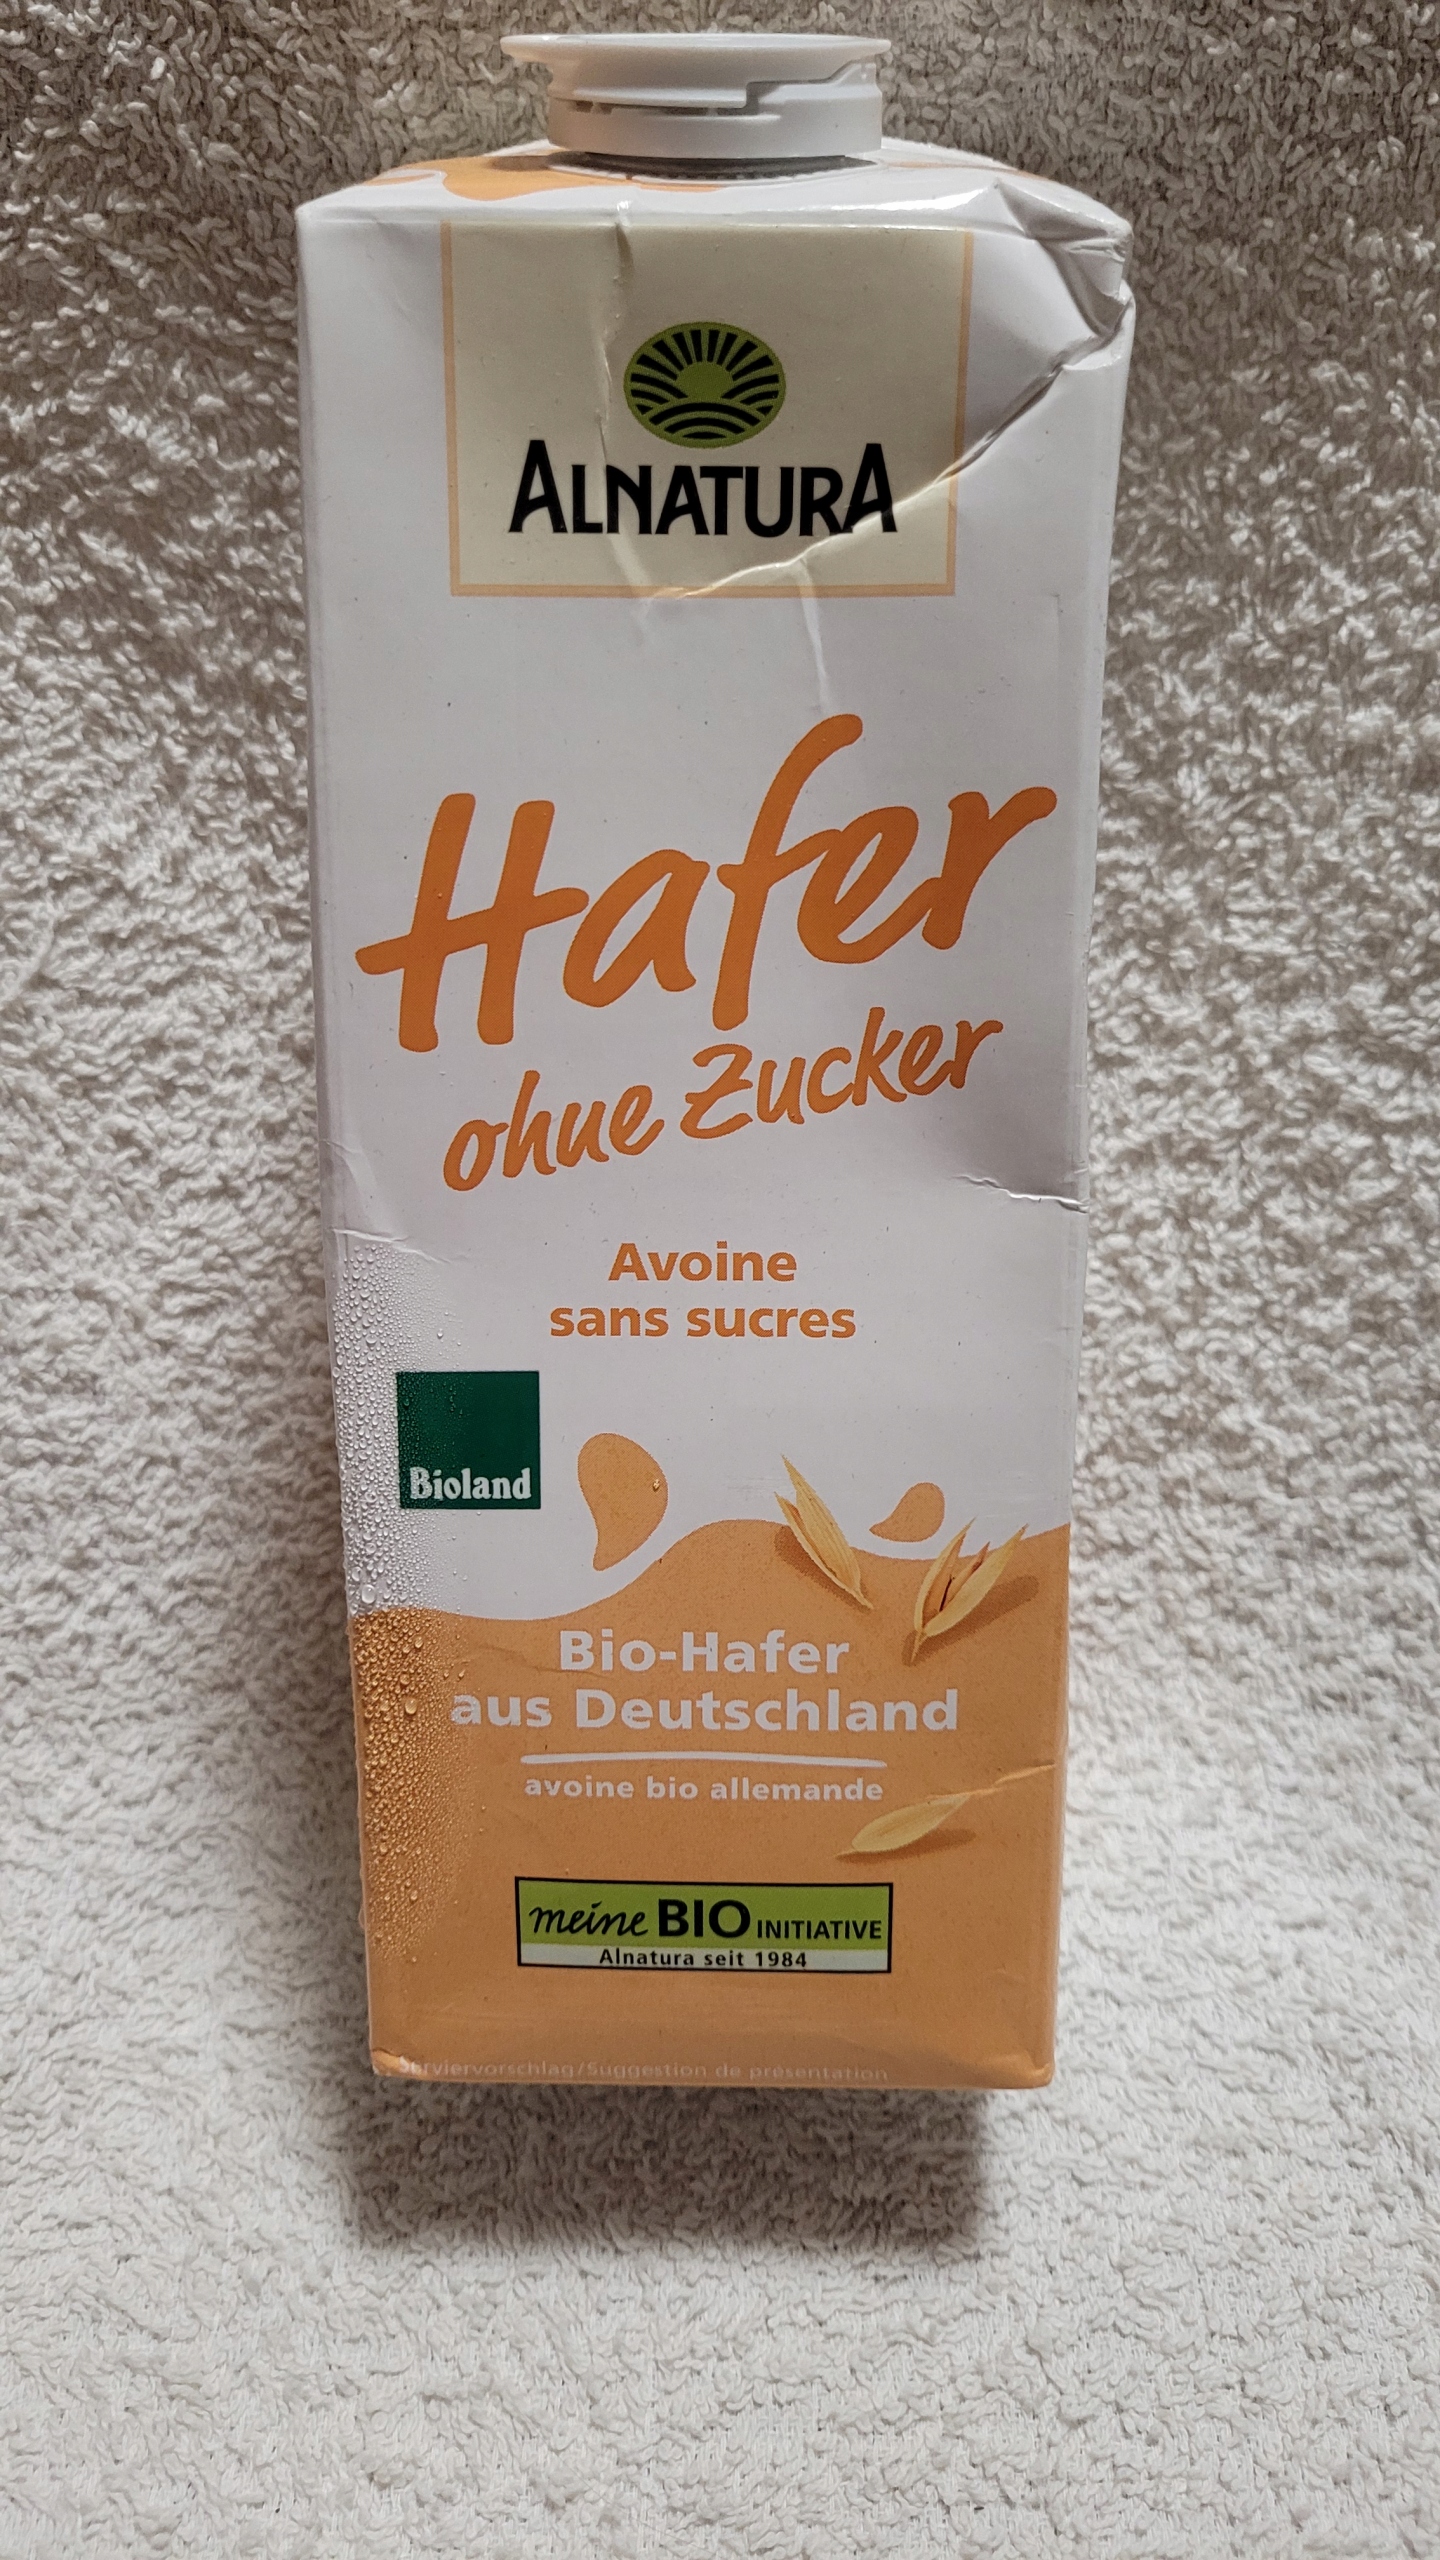 ALNATURA
Hafer
ohne Zucker
Avoine
sans sucres
Bioland
Bio-Hafer
aus Deutschland
avoine bio allemande
meine BIO INITIATIVE
Alnatura seit 1984
Serviervorschlag/Suggestion de présentation